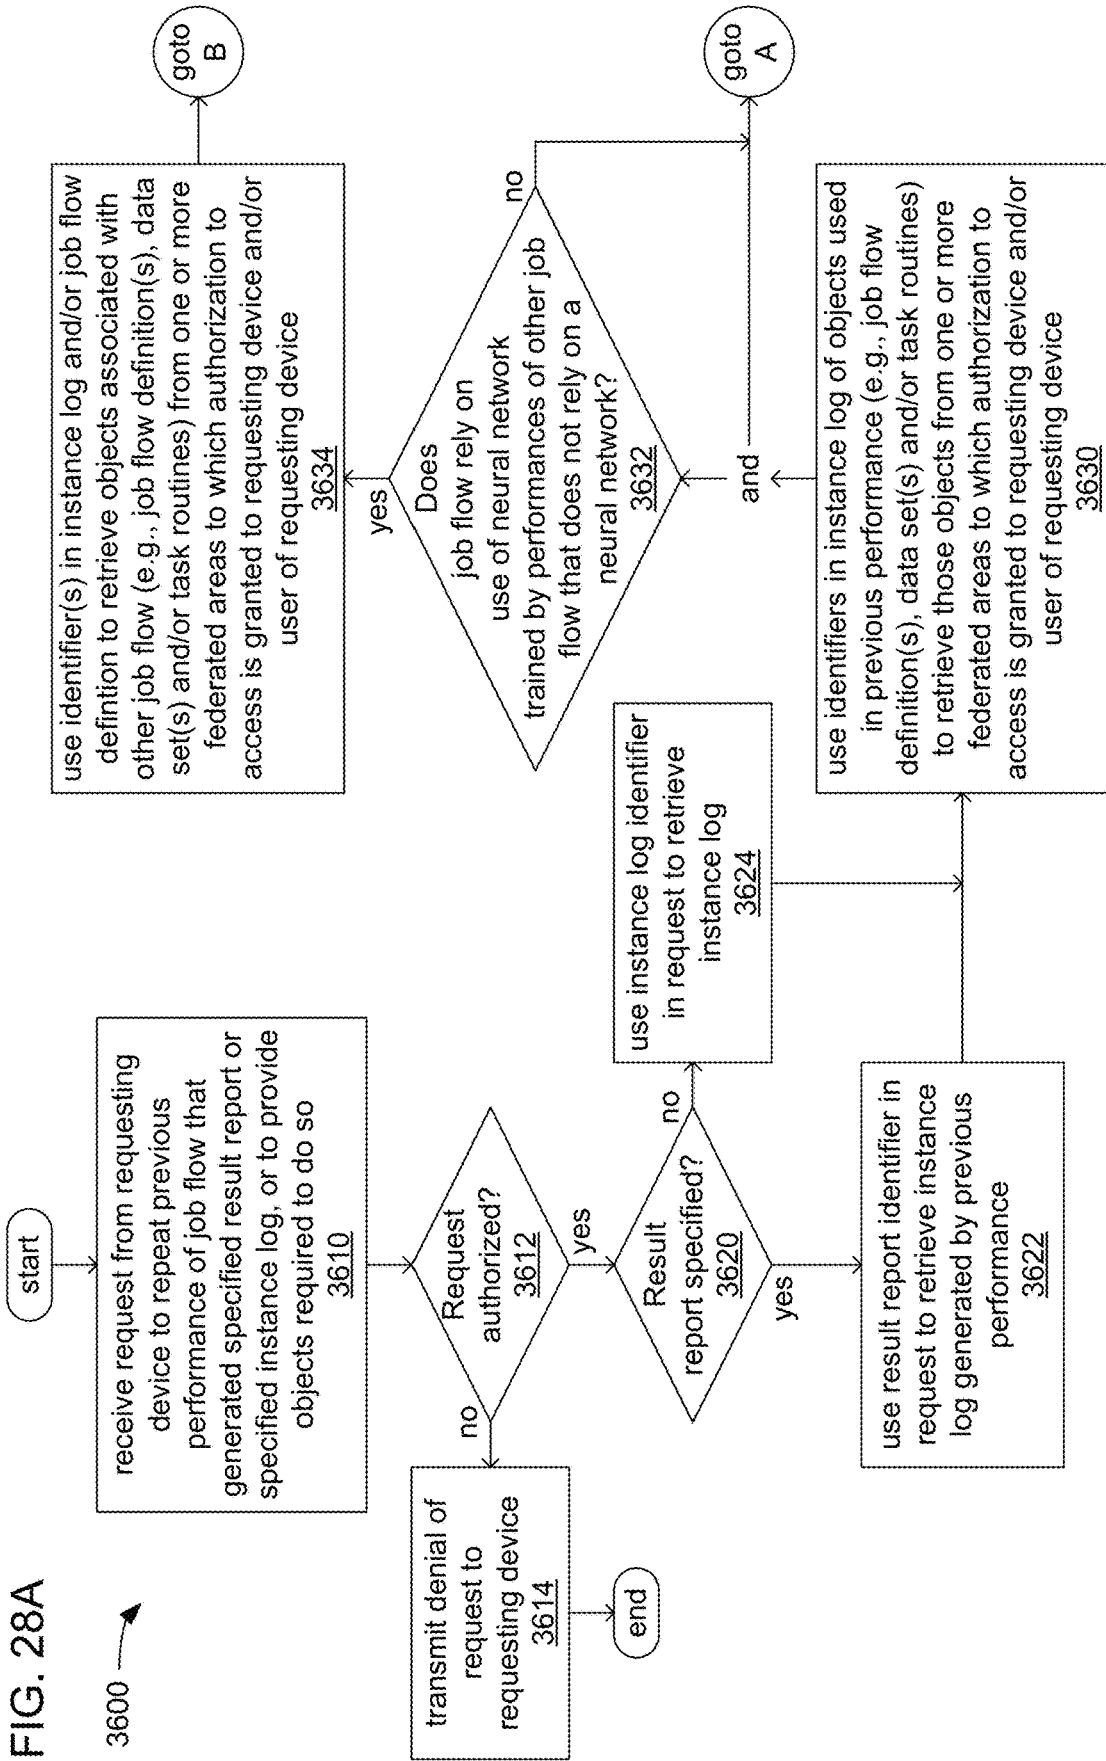 FIG. 28A
3600
start
receive request from requesting
device to repeat previous
performance of job flow that
generated specified result report or
specified instance log, or to provide
objects required to do so
3610
Request
authorized?
3612
no
yes
transmit denial of
request to
requesting device
3614
end
Result
report specified?
3620
no
yes
use instance log identifier
in request to retrieve
instance log
3624
use result report identifier in
request to retrieve instance
log generated by previous
performance
3622
use identifiers in instance log of objects used
in previous performance (e.g., job flow
definition(s), data set(s) and/or task routines)
to retrieve those objects from one or more
federated areas to which authorization to
access is granted to requesting device and/or
user of requesting device
3630
and
Does
job flow rely on
use of neural network
trained by performances of other job
flow that does not rely on a
neural network?
3632
no
yes
goto
A
use identifier(s) in instance log and/or job flow
defintion to retrieve objects associated with
other job flow (e.g., job flow definition(s), data
set(s) and/or task routines) from one or more
federated areas to which authorization to
access is granted to requesting device and/or
user of requesting device
3634
goto
B